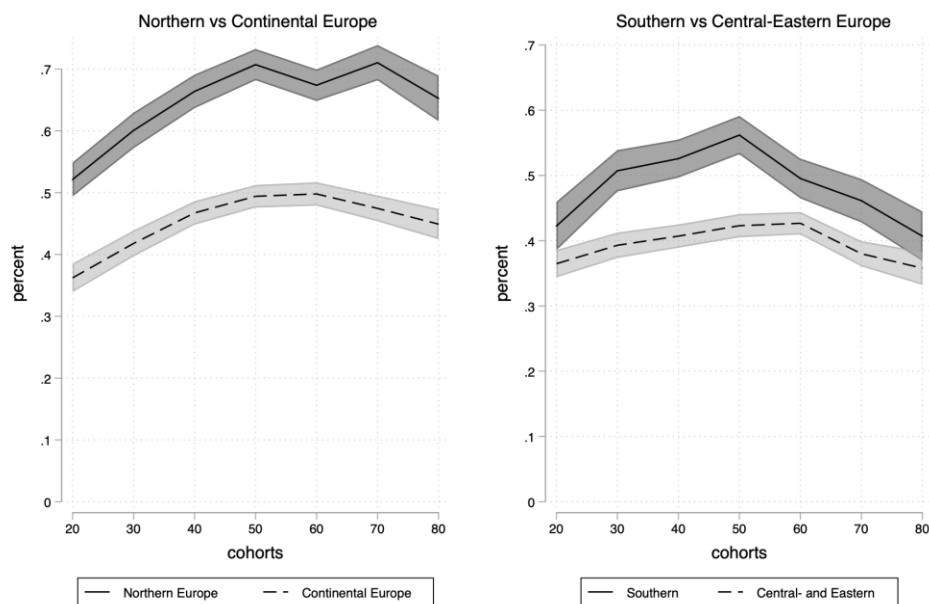 Northern vs Continental Europe
.7
.6
.5
.4
.3
.2
.1
0
percent
20 30 40 50 60 70 80
cohorts
Northern Europe Continental Europe
Southern vs Central-Eastern Europe
.7
.6
.5
.4
.3
.2
.1
0
percent
20 30 40 50 60 70 80
cohorts
Southern Central- and Eastern